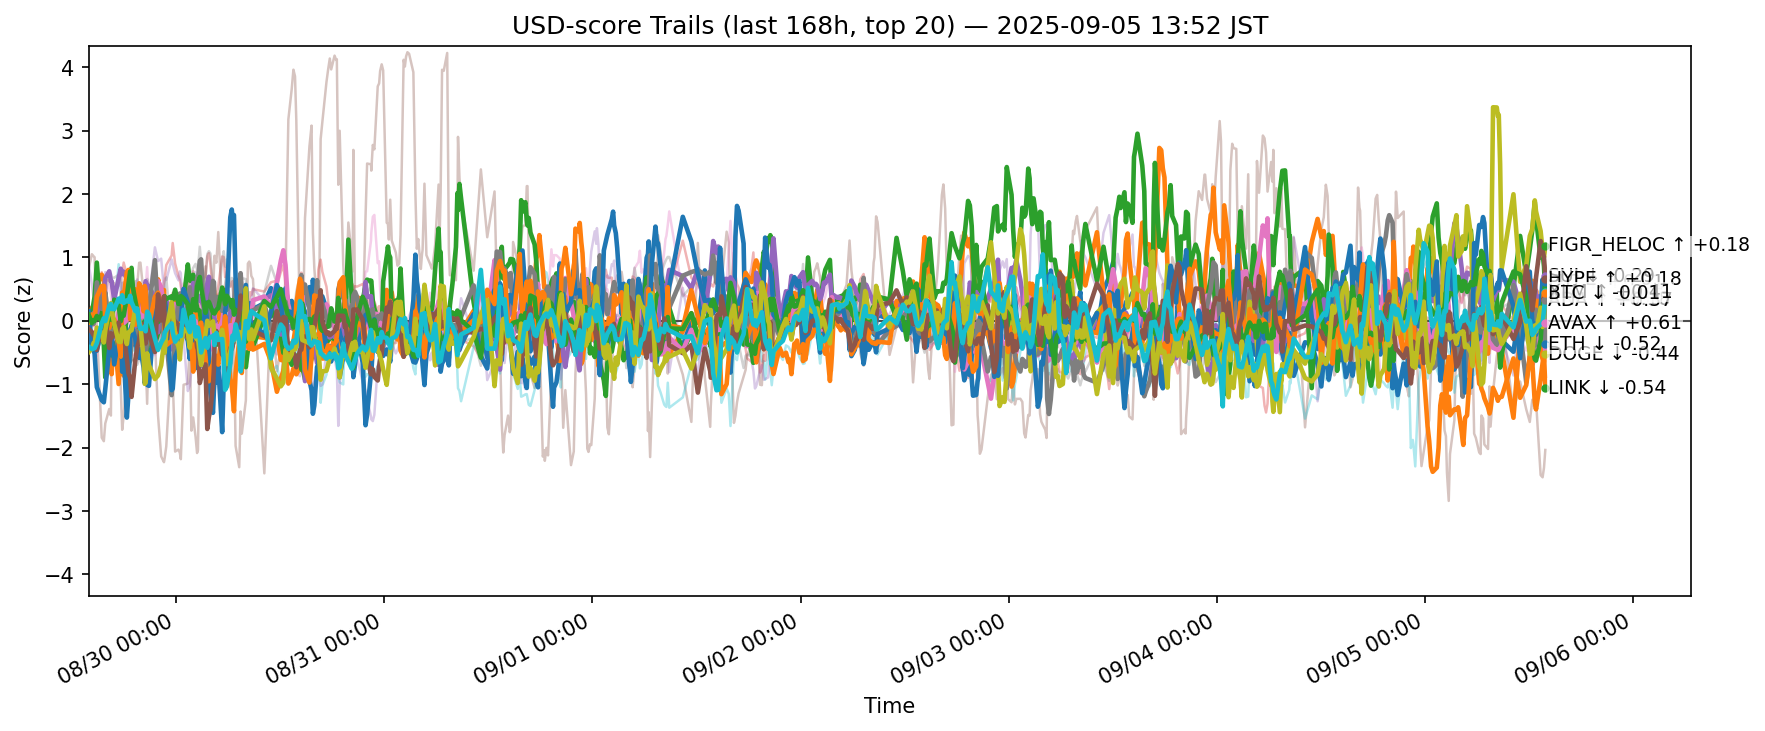 USD-score Trails (last 168h, top 20) — 2025-09-05 13:52 JST
Score (z)
4
3
2
1
0
−1
−2
−3
−4
FIGR_HELOC ↑ +0.18
HYPE ↑ +0.18
BTC ↓ -0.01
AVAX ↑ +0.61
ETH ↓ -0.52
DOGE ↓ -0.44
LINK ↓ -0.54
08/30 00:00
08/31 00:00
09/01 00:00
09/02 00:00
09/03 00:00
09/04 00:00
09/05 00:00
09/06 00:00
Time